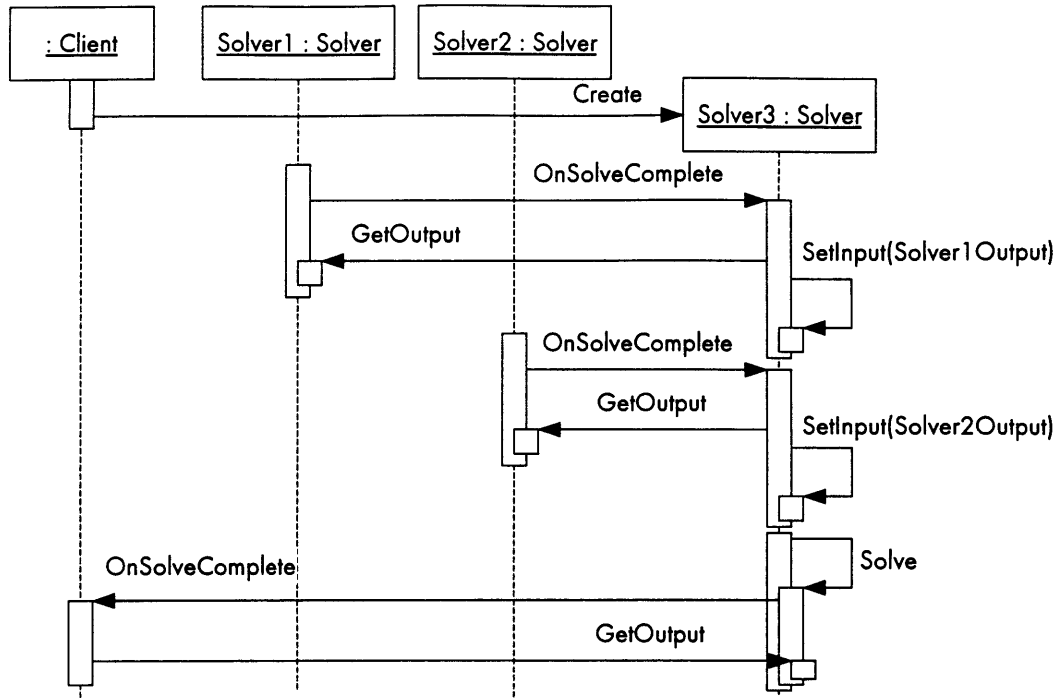 : Client
Solver1 : Solver
Solver2 : Solver
Create
Solver3 : Solver
OnSolveComplete
GetOutput
SetInput(Solver1Output)
OnSolveComplete
GetOutput
SetInput(Solver2Output)
Solve
OnSolveComplete
GetOutput